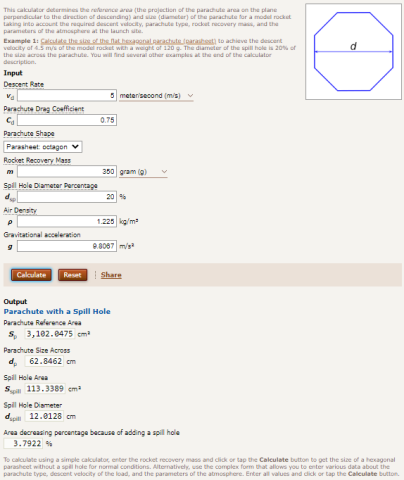 This calculator determines the reference area (the projection of the parachute area on the plane
perpendicular to the direction of descending) and size (diameter) of the parachute for a model rocket
taking into account the required descent velocity, parachute type, rocket recovery mass, and the
parameters of the atmosphere at the launch site.
Example 1: Calculate the size of the flat hexagonal parachute (parasheet) to achieve the descent
velocity of 4.5 m/s of the model rocket with a weight of 120 g. The diameter of the spill hole is 20% of
the size across the parachute. You will find several other examples at the end of the calculator
description.
d
Input
Descent Rate
vd 5 meter/second (m/s)
Parachute Drag Coefficient
Cd 0.75
Parachute Shape
Parasheet: octagon
Rocket Recovery Mass
m 350 gram (g)
Spill Hole Diameter Percentage
dsp 20 %
Air Density
ρ 1.225 kg/m³
Gravitational acceleration
g 9.8067 m/s²
Calculate Reset Share
Output
Parachute with a Spill Hole
Parachute Reference Area
Sp 3,102.0475 cm²
Parachute Size Across
dp 62.8462 cm
Spill Hole Area
Sspill 113.3389 cm²
Spill Hole Diameter
dspill 12.0128 cm
Area decreasing percentage because of adding a spill hole
3.7922 %
To calculate using a simple calculator, enter the rocket recovery mass and click or tap the Calculate button to get the size of a hexagonal
parasheet without a spill hole for normal conditions. Alternatively, use the complex form that allows you to enter various data about the
parachute type, descent velocity of the load, and the parameters of the atmosphere. Enter all values and click or tap the Calculate button.